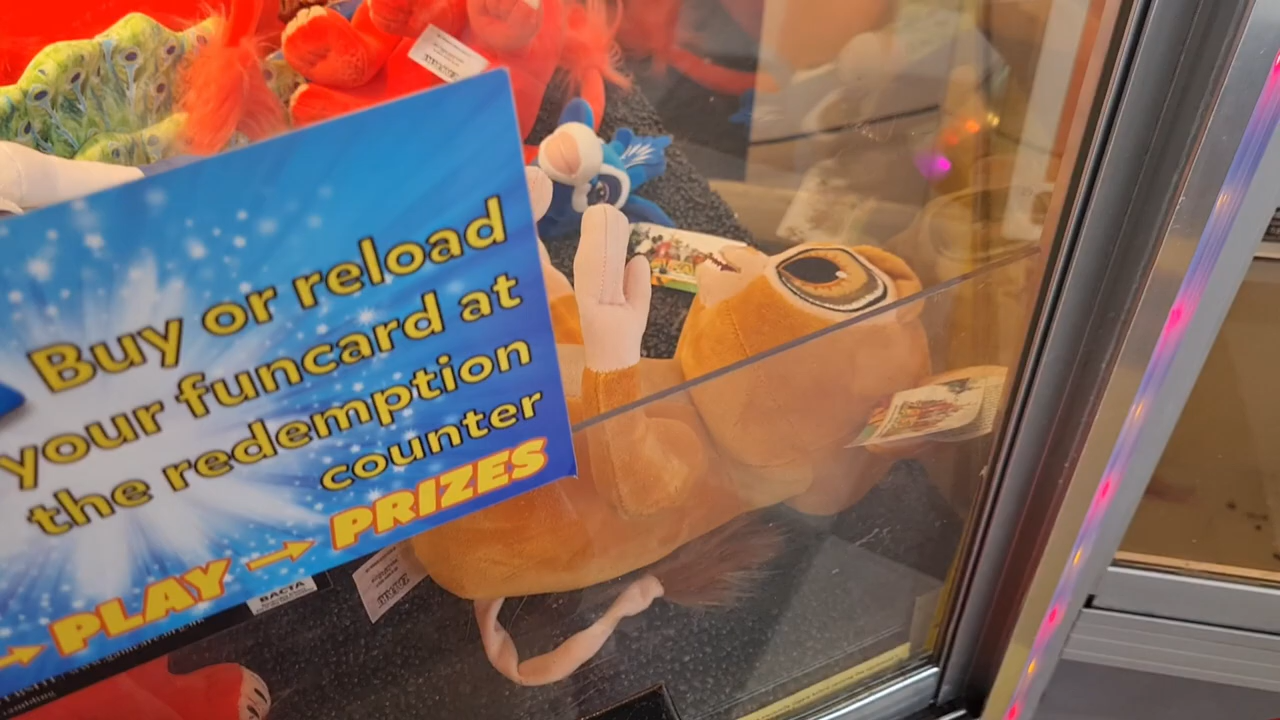 Buy or reload
your funcard at
the redemption
counter
PLAY → PRIZES
BACTA